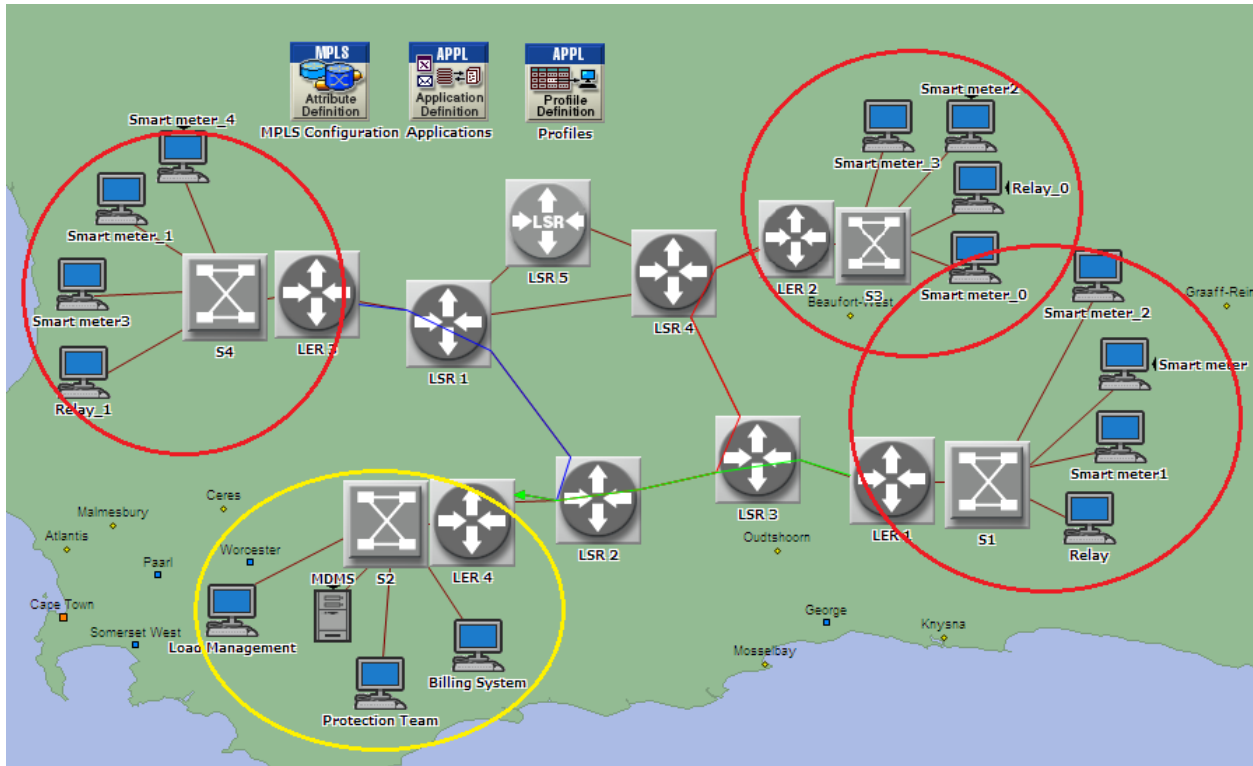 MPLS
Attribute
Definition
MPLS Configuration
APPL
Application
Definition
Applications
APPL
Profille
Definition
Profiles
Smart meter_4
Smart meter_1
Smart meter3
Relay_1
S4
LER 3
LSR 1
LSR
LSR 5
LSR 4
LER 2
S3
Smart meter2
Smart meter_3
Relay_0
Smart meter_0
Beaufort-West
Graaff-Rein
Smart meter_2
Smart meter
Smart meter1
Relay
S1
LER 1
LSR 3
LSR 2
LER 4
S2
MDMS
Load Management
Protection Team
Billing System
Ceres
Malmesbury
Atlantis
Paarl
Worcester
Cape Town
Somerset West
Oudtshoorn
George
Knysna
Mosselbay